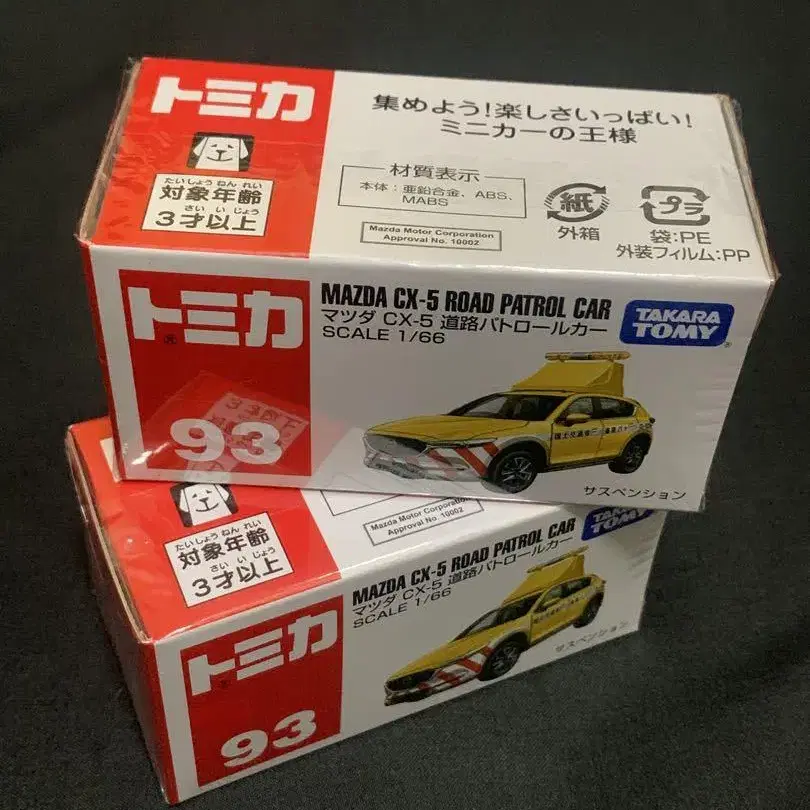 トミカ
たいしょう ねん れい
対象年齢
さい い じょう
3才以上
集めよう!楽しさいっぱい!
ミニカーの王様
材質表示
本体:亜鉛合金、ABS、
MABS
Mazda Motor Corporation
Approval No. 10002
紙
外箱
プラ
袋:PE
外装フィルム:PP
トミカ
®
MAZDA CX-5 ROAD PATROL CAR
マツダ CX-5 道路パトロールカー
SCALE 1/66
TAKARA
TOMY
®
93
サスペンション
たいしょう ねん れい
対象年齢
さい い じょう
3才以上
Mazda Motor Corporation
Approval No. 10002
トミカ
®
MAZDA CX-5 ROAD PATROL CAR
マツダ CX-5 道路パトロールカー
SCALE 1/66
TAKARA
TOMY
93
サスペンション